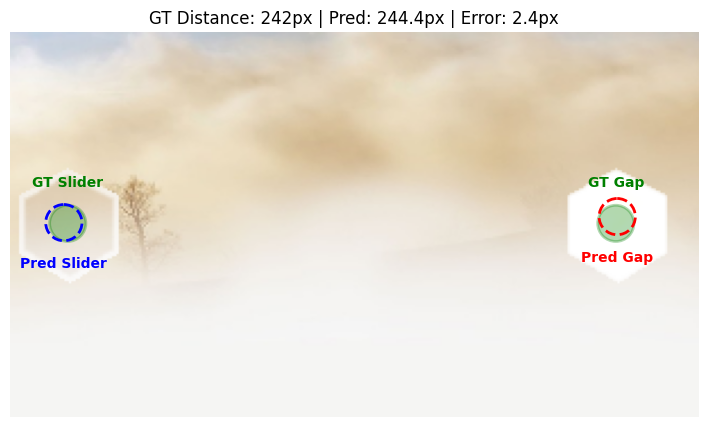 GT Distance: 242px | Pred: 244.4px | Error: 2.4px
GT Slider
GT Gap
Pred Slider
Pred Gap